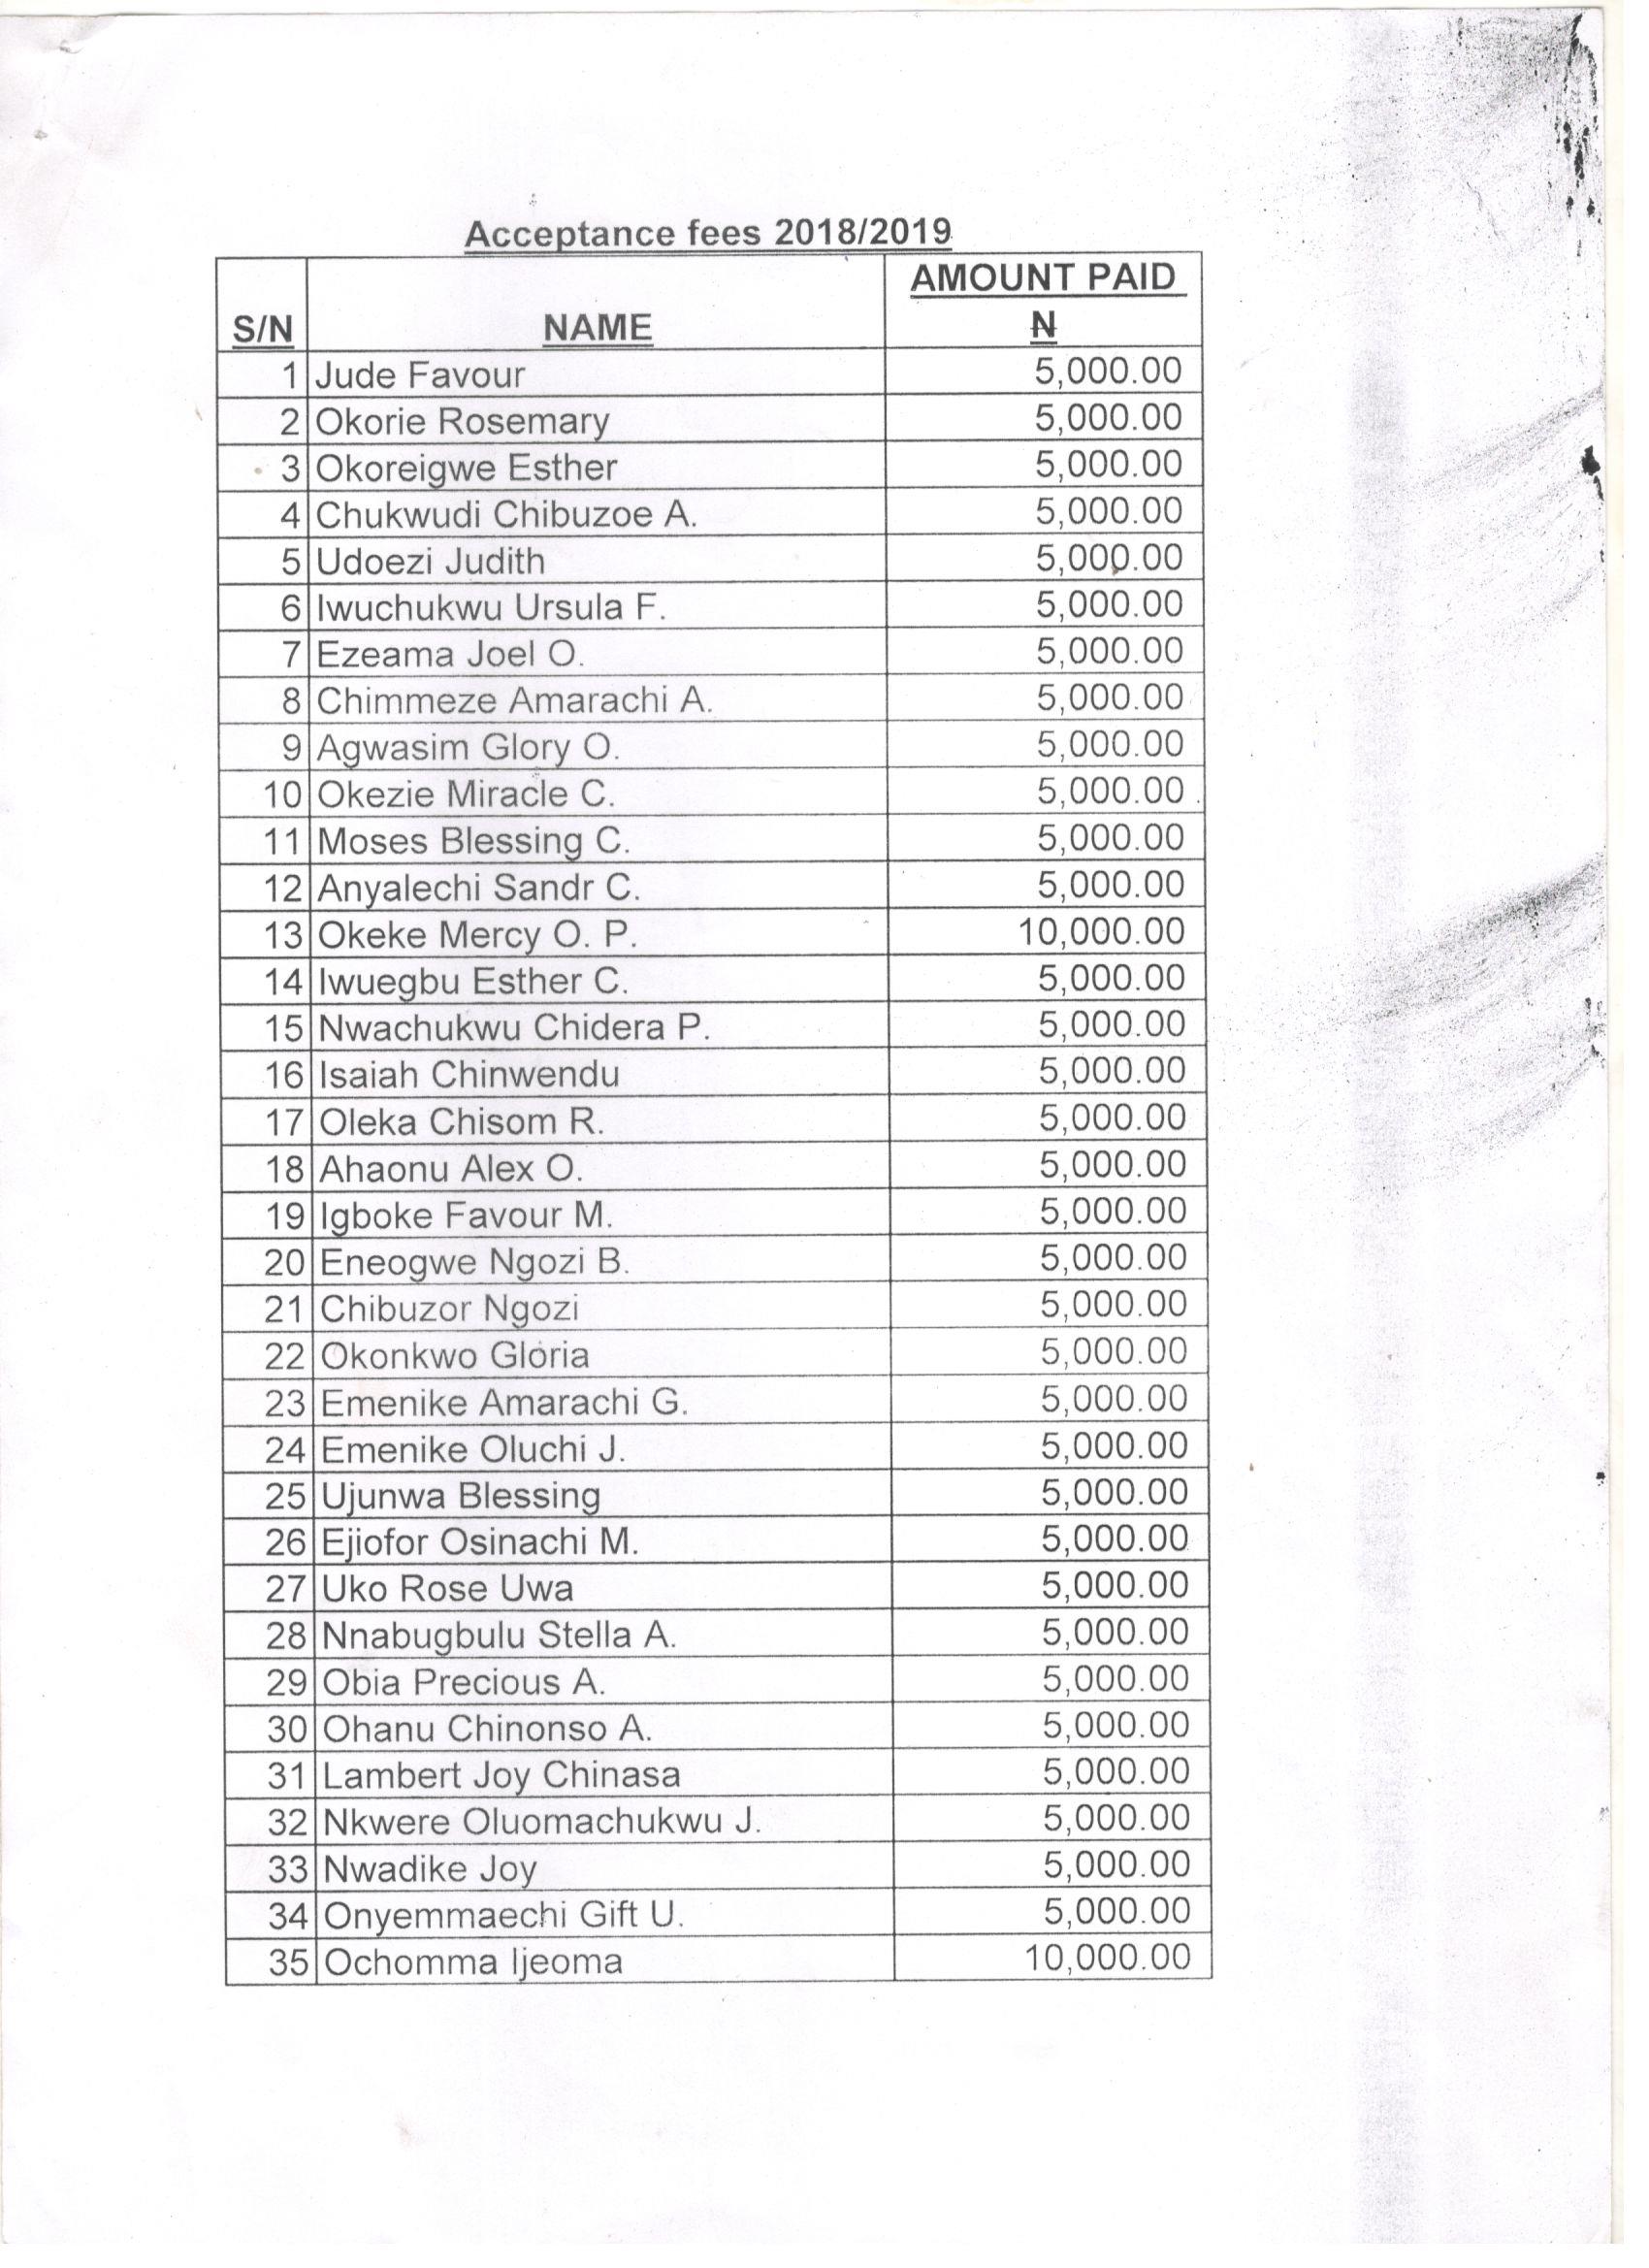 Acceptance fees 2018/2019
AMOUNT PAID
S/N NAME N
1 Jude Favour 5,000.00
2 Okorie Rosemary 5,000.00
3 Okoreigwe Esther 5,000.00
4 Chukwudi Chibuzoe A. 5,000.00
5 Udoezi Judith 5,000.00
6 Iwuchukwu Ursula F. 5,000.00
7 Ezeama Joel O. 5,000.00
8 Chimmeze Amarachi A. 5,000.00
9 Agwasim Glory O. 5,000.00
10 Okezie Miracle C. 5,000.00
11 Moses Blessing C. 5,000.00
12 Anyalechi Sandr C. 5,000.00
13 Okeke Mercy O. P. 10,000.00
14 Iwuegbu Esther C. 5,000.00
15 Nwachukwu Chidera P. 5,000.00
16 Isaiah Chinwendu 5,000.00
17 Oleka Chisom R. 5,000.00
18 Ahaonu Alex O. 5,000.00
19 Igboke Favour M. 5,000.00
20 Eneogwe Ngozi B. 5,000.00
21 Chibuzor Ngozi 5,000.00
22 Okonkwo Gloria 5,000.00
23 Emenike Amarachi G. 5,000.00
24 Emenike Oluchi J. 5,000.00
25 Ujunwa Blessing 5,000.00
26 Ejiofor Osinachi M. 5,000.00
27 Uko Rose Uwa 5,000.00
28 Nnabugbulu Stella A. 5,000.00
29 Obia Precious A. 5,000.00
30 Ohanu Chinonso A. 5,000.00
31 Lambert Joy Chinasa 5,000.00
32 Nkwere Oluomachukwu J. 5,000.00
33 Nwadike Joy 5,000.00
34 Onyemmaechi Gift U. 5,000.00
35 Ochomma Ijeoma 10,000.00